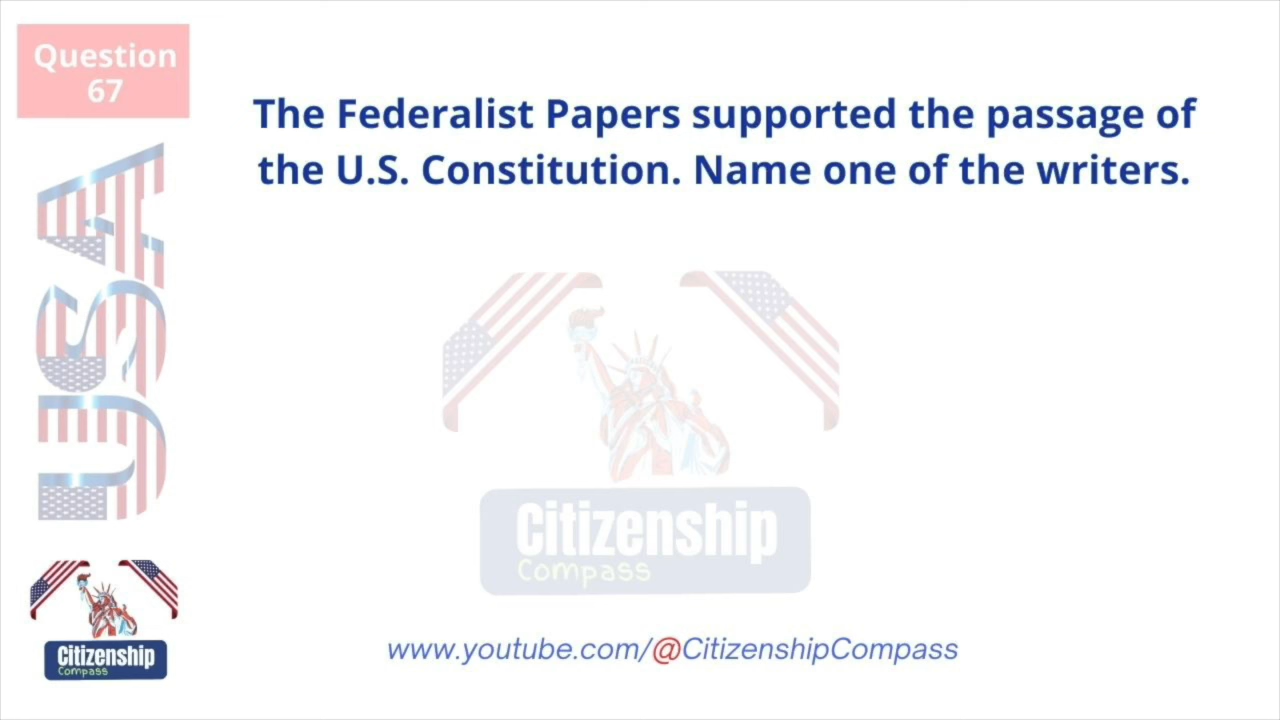 Question
67
The Federalist Papers supported the passage of
the U.S. Constitution. Name one of the writers.
USA
Citizenship
Compass
Citizenship
Compass
www.youtube.com/@CitizenshipCompass